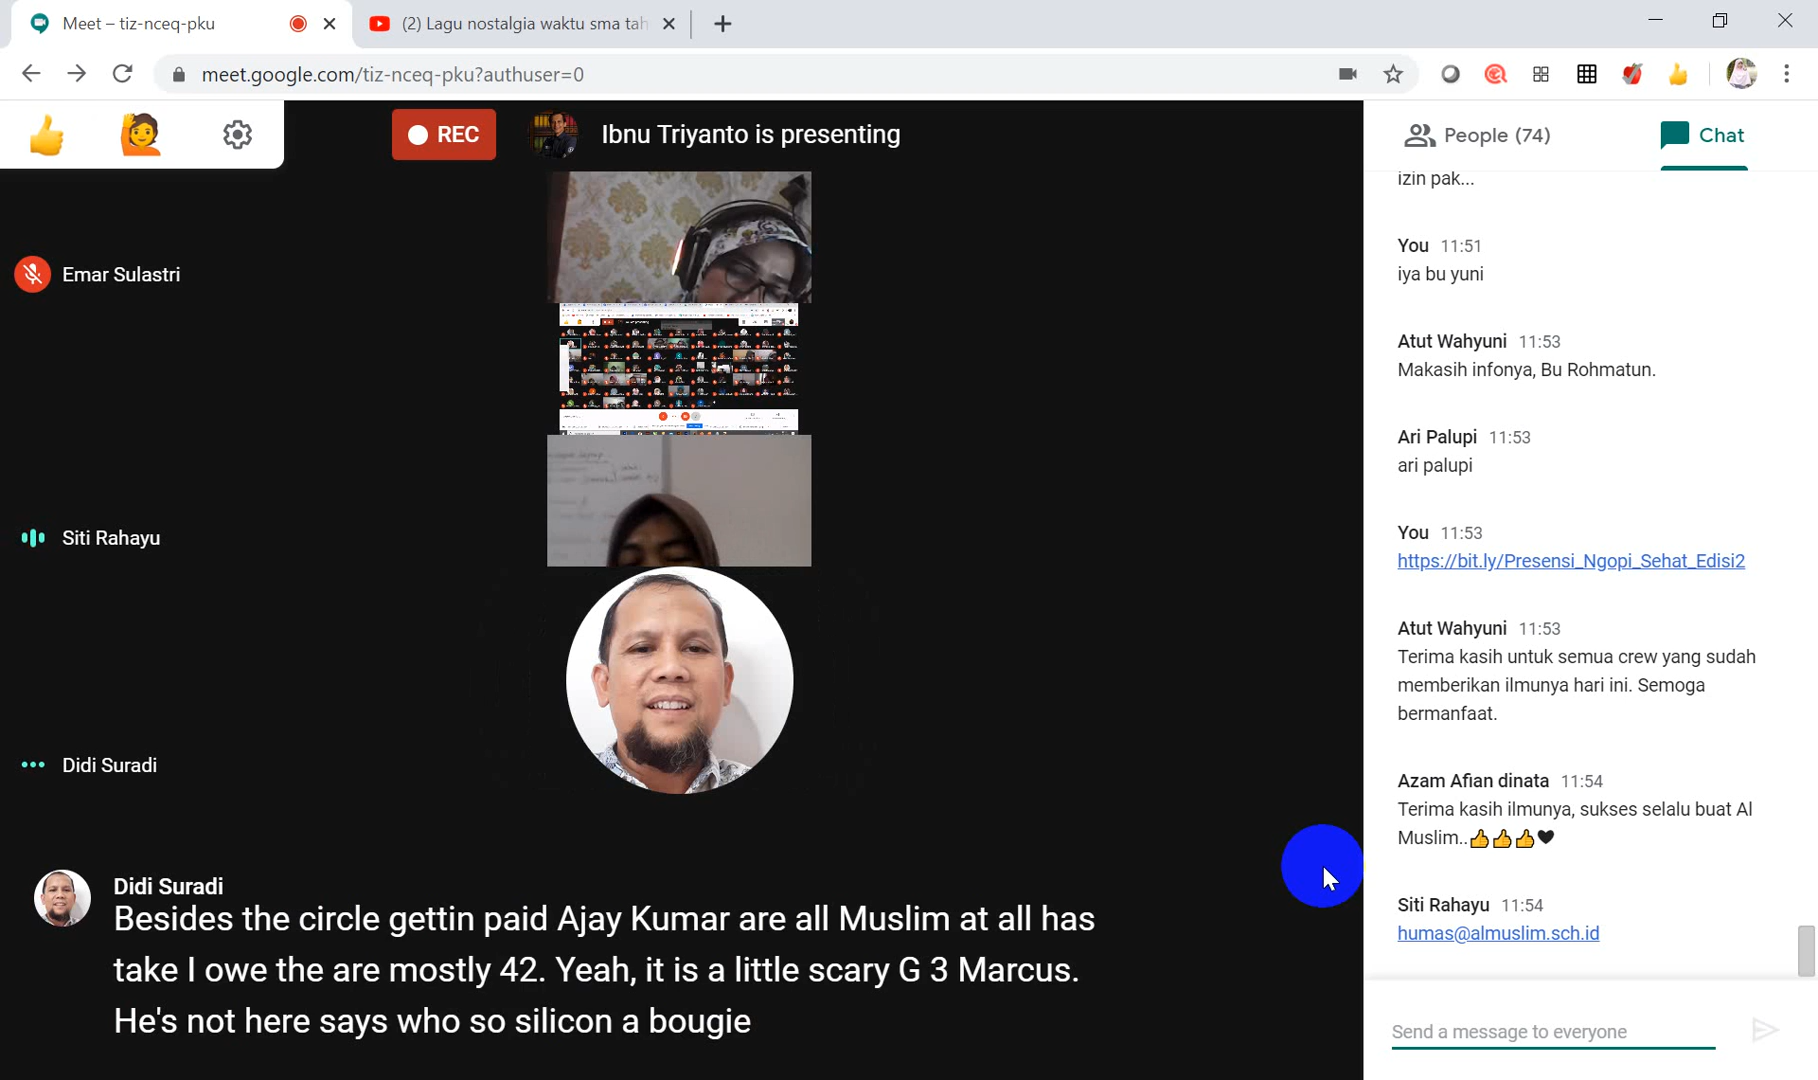 Meet – tiz-nceq-pku
(2) Lagu nostalgia waktu sma tah
meet.google.com/tiz-nceq-pku?authuser=0
REC
Ibnu Triyanto is presenting
People (74)
Chat
Emar Sulastri
Siti Rahayu
Didi Suradi
Didi Suradi
Besides the circle gettin paid Ajay Kumar are all Muslim at all has
take I owe the are mostly 42. Yeah, it is a little scary G 3 Marcus.
He's not here says who so silicon a bougie
izin pak...
You 11:51
iya bu yuni
Atut Wahyuni 11:53
Makasih infonya, Bu Rohmatun.
Ari Palupi 11:53
ari palupi
You 11:53
https://bit.ly/Presensi_Ngopi_Sehat_Edisi2
Atut Wahyuni 11:53
Terima kasih untuk semua crew yang sudah
memberikan ilmunya hari ini. Semoga
bermanfaat.
Azam Afian dinata 11:54
Terima kasih ilmunya, sukses selalu buat Al
Muslim..👍👍👍🖤
Siti Rahayu 11:54
humas@almuslim.sch.id
Send a message to everyone